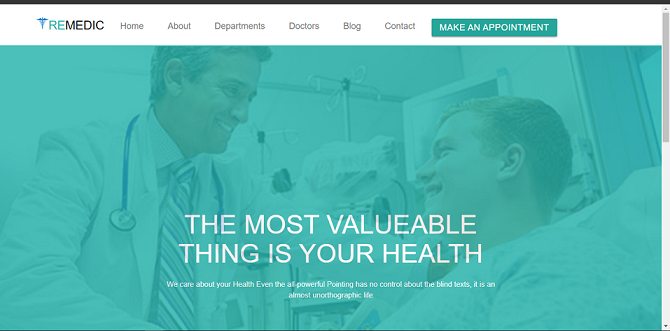 REMEDIC Home About Departments Doctors Blog Contact MAKE AN APPOINTMENT
THE MOST VALUEABLE
THING IS YOUR HEALTH
We care about your Health Even the all-powerful Pointing has no control about the blind texts, it is an
almost unorthographic life